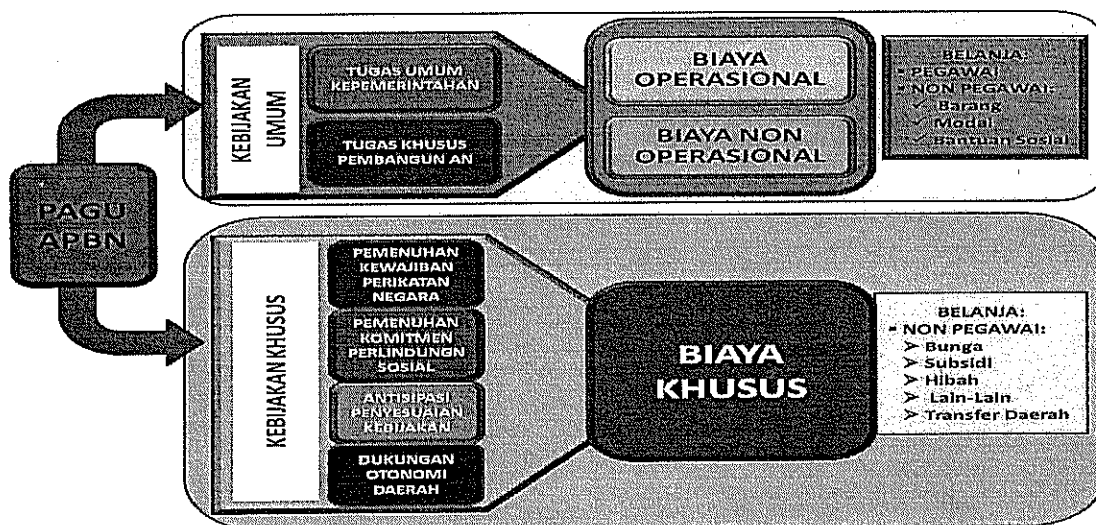 PAGU
APBN
KEBIJAKAN
UMUM
TUGAS UMUM
KEPEMERINTAHAN
TUGAS KHUSUS
PEMBANGUN AN
BIAYA
OPERASIONAL
BIAYA NON
OPERASIONAL
BELANJA:
▪ PEGAWAI
▪ NON PEGAWAI:
✓ Barang
✓ Modal
✓ Bantuan Sosial
KEBIJAKAN KHUSUS
PEMENUHAN
KEWAJIBAN
PERIKATAN
NEGARA
PEMENUHAN
KOMITMEN
PERLINDUNGN
SOSIAL
ANTISIPASI
PENYESUAIAN
KEBIJAKAN
DUKUNGAN
OTONOMI
DAERAH
BIAYA
KHUSUS
BELANJA:
▪ NON PEGAWAI:
➢ Bunga
➢ Subsidi
➢ Hibah
➢ Lain-Lain
➢ Transfer Daerah